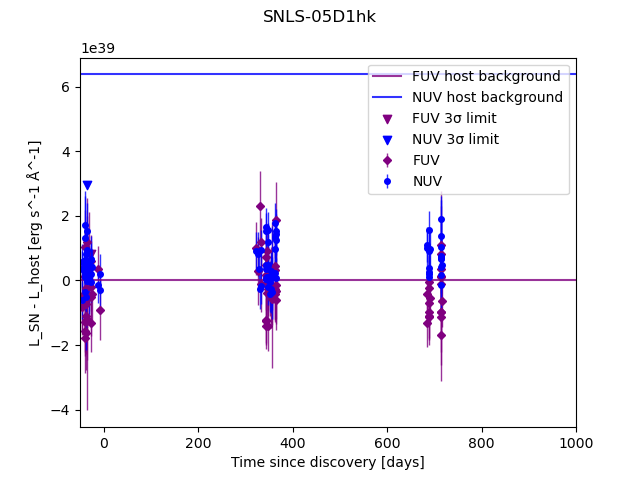 SNLS-05D1hk
1e39
FUV host background
NUV host background
FUV 3σ limit
NUV 3σ limit
FUV
NUV
L_SN - L_host [erg s^-1 Å^-1]
6
4
2
0
−2
−4
0
200
400
600
800
1000
Time since discovery [days]